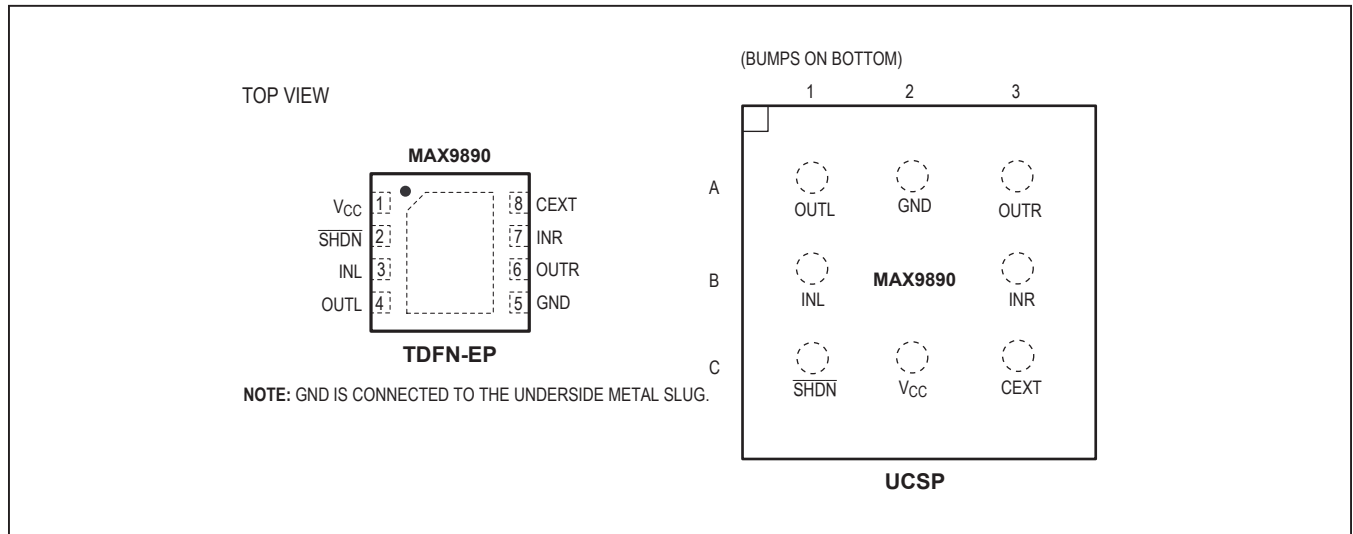 TOP VIEW
MAX9890
VCC 1
SHDN 2
INL 3
OUTL 4
8 CEXT
7 INR
6 OUTR
5 GND
TDFN-EP
NOTE: GND IS CONNECTED TO THE UNDERSIDE METAL SLUG.
(BUMPS ON BOTTOM)
1 2 3
A
OUTL GND OUTR
B
MAX9890
INL INR
C
SHDN VCC CEXT
UCSP